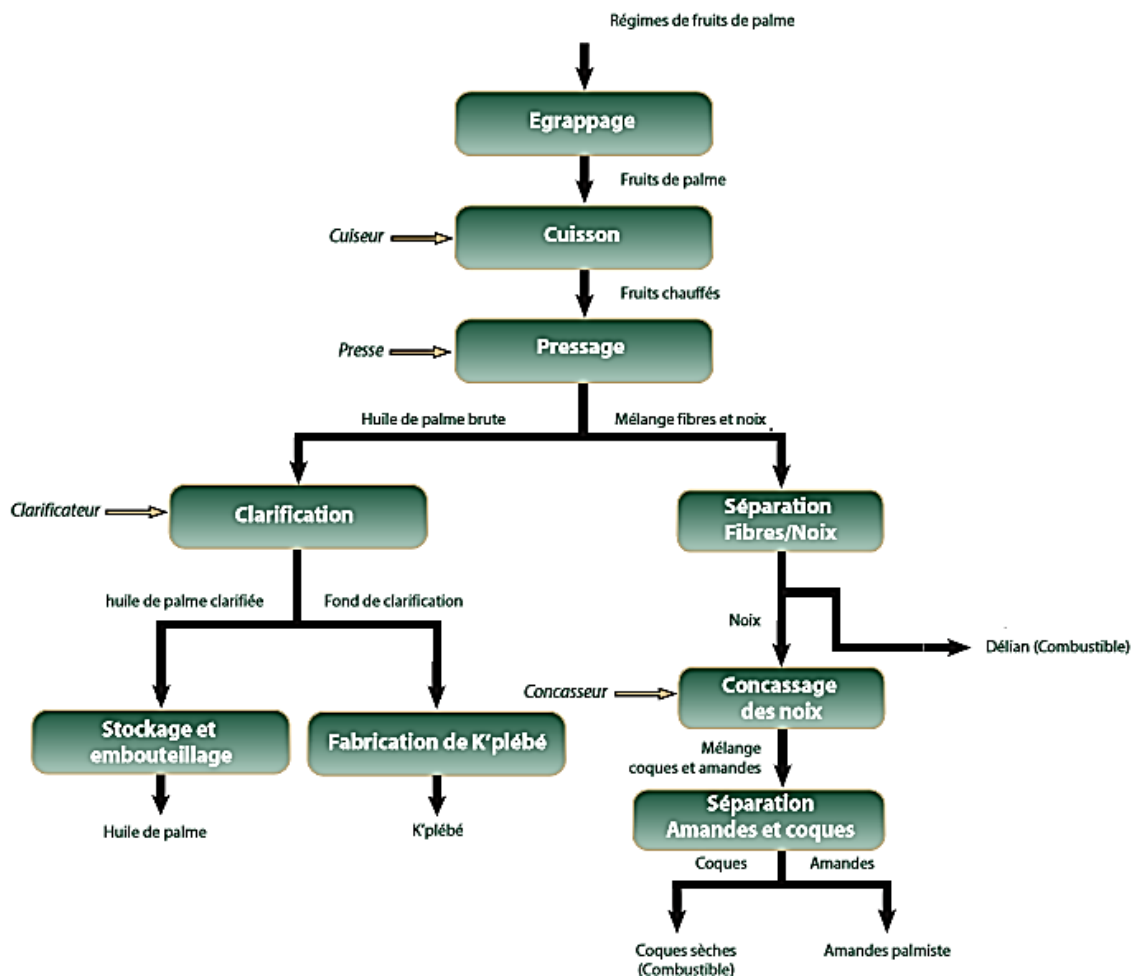 Régimes de fruits de palme
Egrappage
Fruits de palme
Cuiseur
Cuisson
Fruits chauffés
Presse
Pressage
Huile de palme brute
Mélange fibres et noix
Clarificateur
Clarification
Séparation
Fibres/Noix
huile de palme clarifiée
Fond de clarification
Noix
Délian (Combustible)
Concasseur
Concassage
des noix
Stockage et
embouteillage
Fabrication de K'plébé
Mélange
coques et amandes
Séparation
Amandes et coques
Huile de palme
K'plébé
Coques
Amandes
Coques sèches
(Combustible)
Amandes palmiste